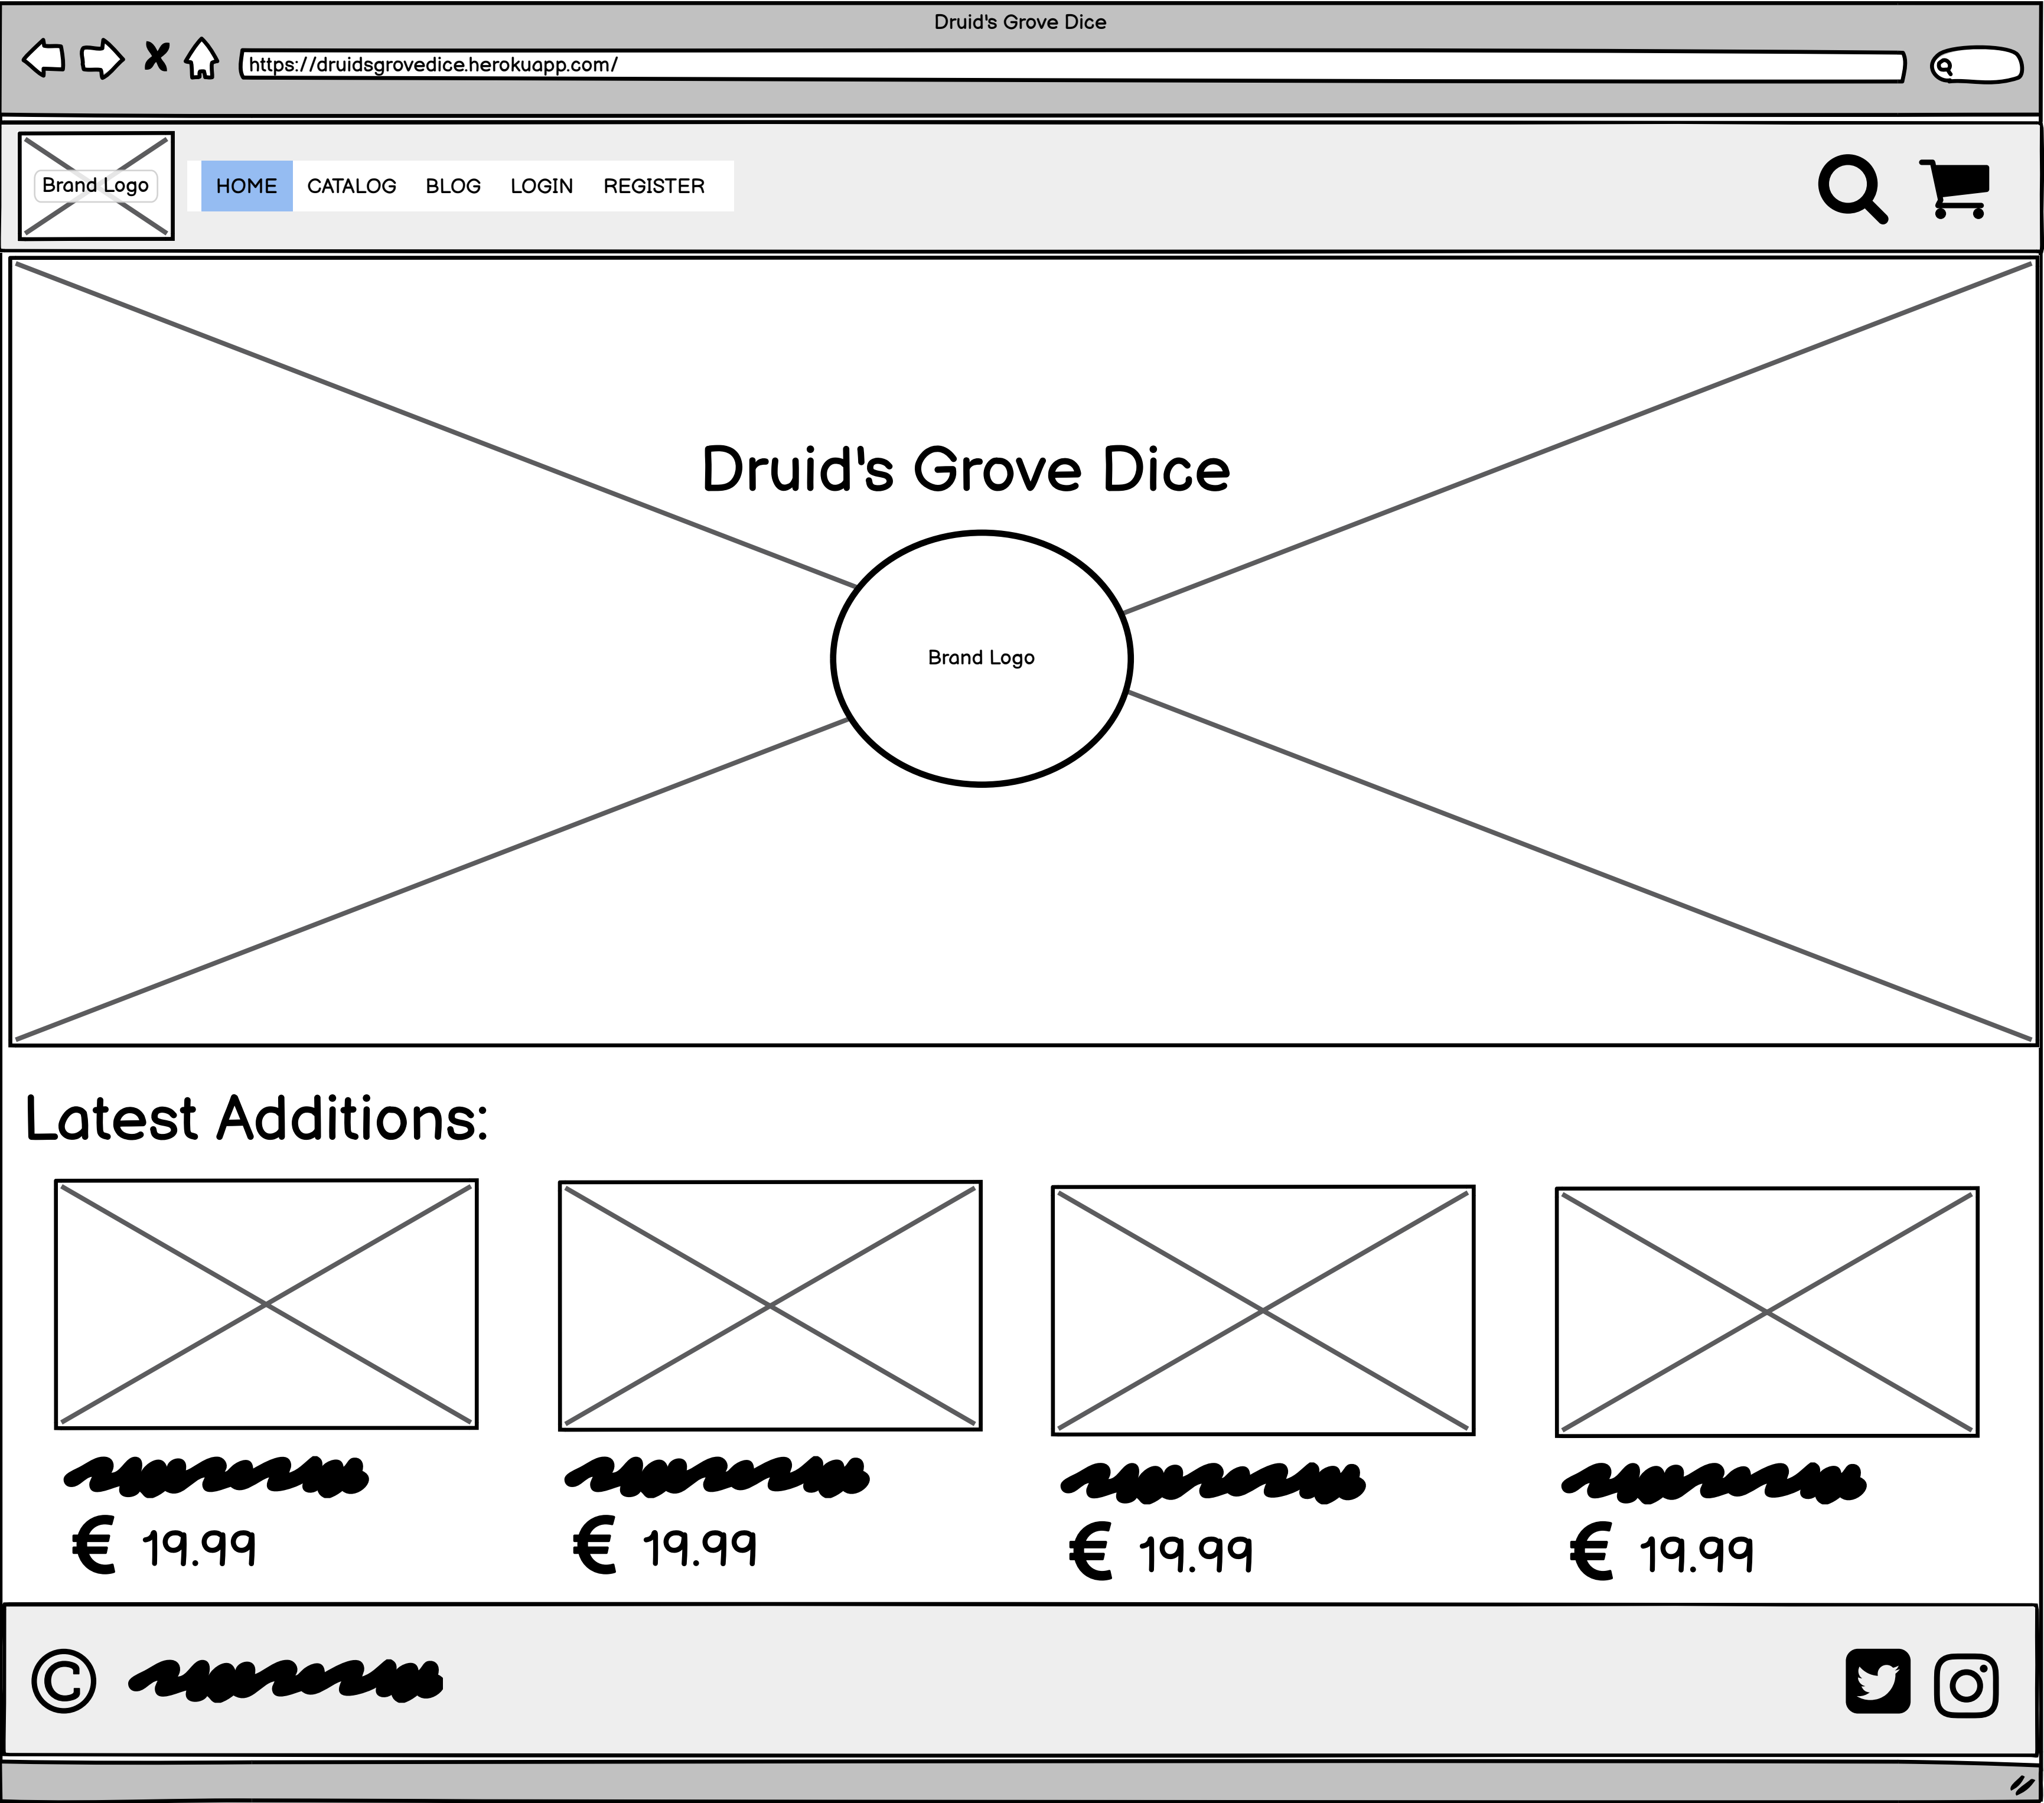 Druid's Grove Dice
https://druidsgrovedice.herokuapp.com/
Brand Logo
HOME CATALOG BLOG LOGIN REGISTER
Druid's Grove Dice
Brand Logo
Latest Additions:
€ 19.99 € 19.99 € 19.99 € 19.99
©